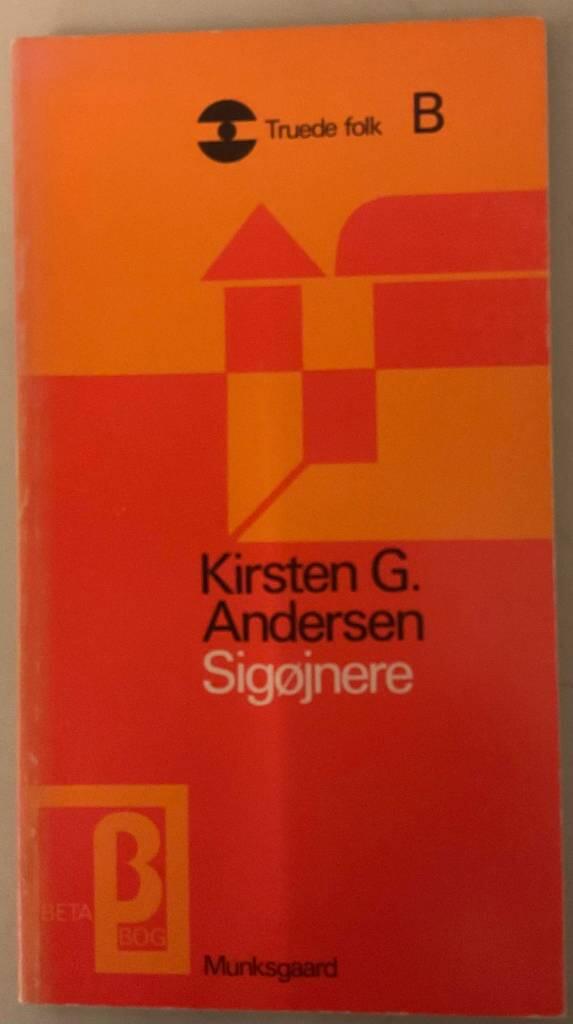 Truede folk B
Kirsten G.
Andersen
Sigøjnere
β
BETA
BOG
Munksgaard